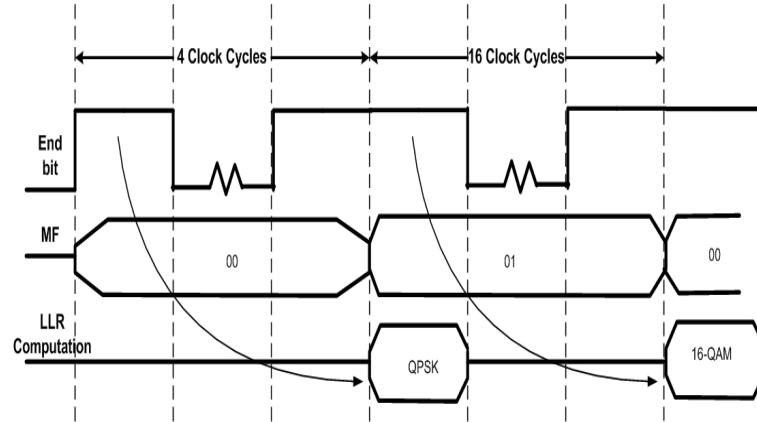 4 Clock Cycles
16 Clock Cycles
End
bit
MF
00
01
00
LLR
Computation
QPSK
16-QAM